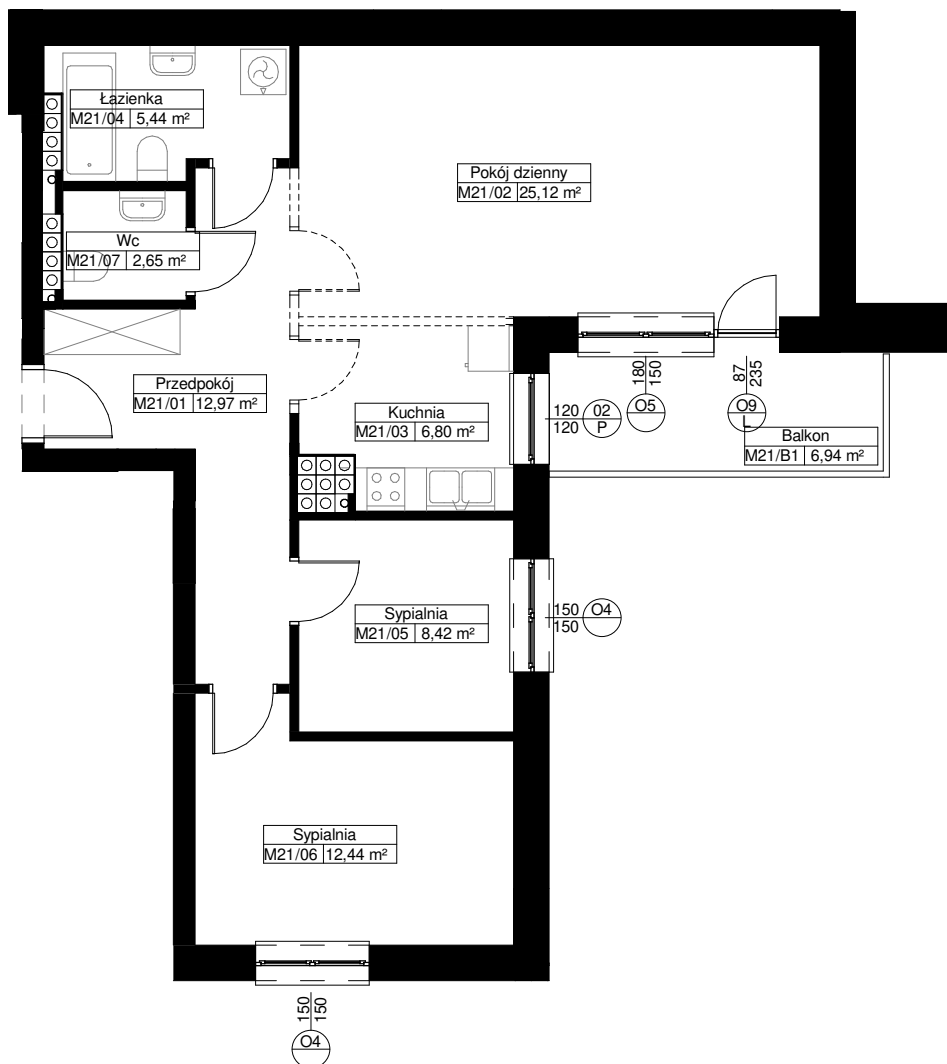 Łazienka
M21/04 5,44 m²
Pokój dzienny
M21/02 25,12 m²
Wc
M21/07 2,65 m²
Przedpokój
M21/01 12,97 m²
Kuchnia
M21/03 6,80 m²
180
150
O5
87
235
O9
L
120
120
02
P
Balkon
M21/B1 6,94 m²
Sypialnia
M21/05 8,42 m²
150
150
O4
Sypialnia
M21/06 12,44 m²
150
150
O4